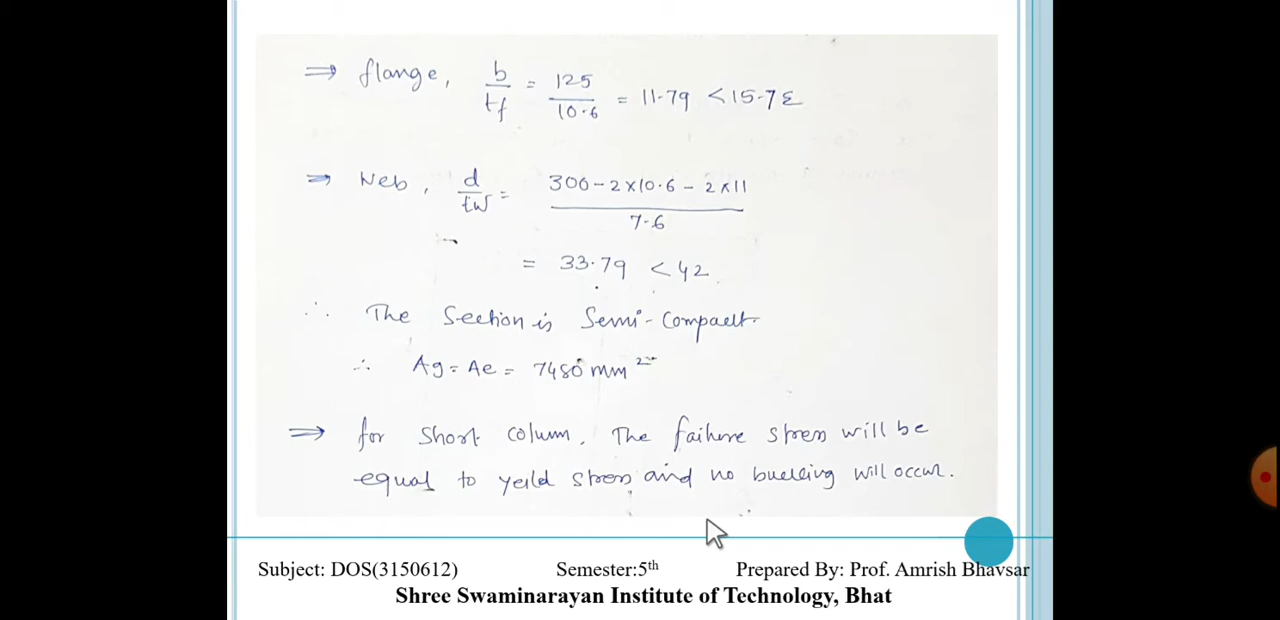 ⇒ flange, b/tf = 125/10.6 = 11.79 < 15.7 ε
⇒ Web, d/tw = 300 - 2×10.6 - 2×11 / 7.6
= 33.79 < 42
∴ The Section is Semi-Compact
∴ Ag = Ae = 7480 mm²
⇒ for Short column, The failure stress will be
equal to yeild stress and no buckling will occur.
Subject: DOS(3150612) Semester:5th Prepared By: Prof. Amrish Bhavsar
Shree Swaminarayan Institute of Technology, Bhat